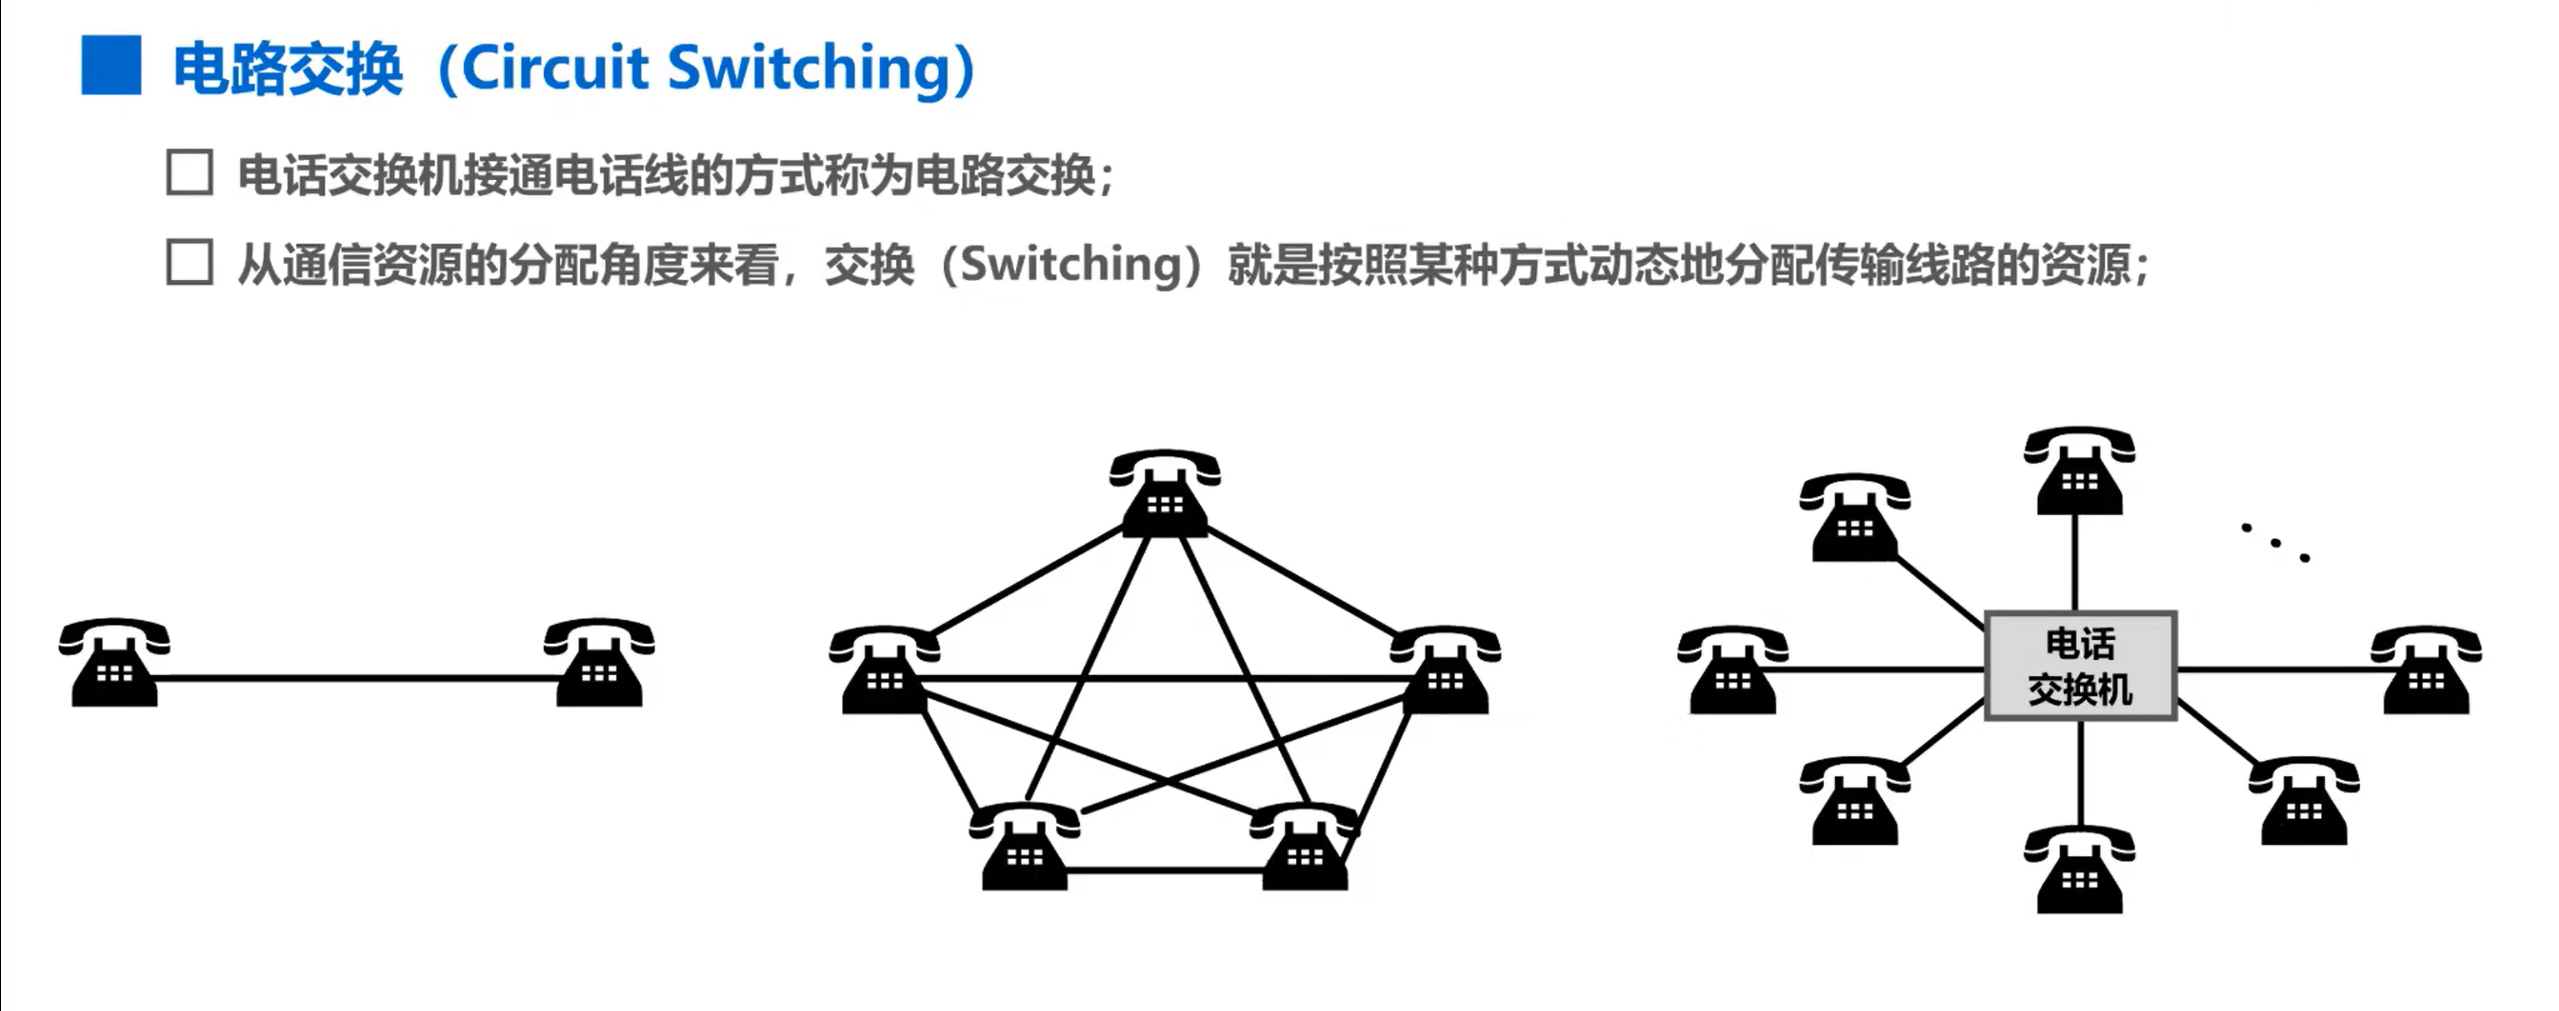 电路交换（Circuit Switching）
电话交换机接通电话线的方式称为电路交换；
从通信资源的分配角度来看，交换（Switching）就是按照某种方式动态地分配传输线路的资源；
电话
交换机